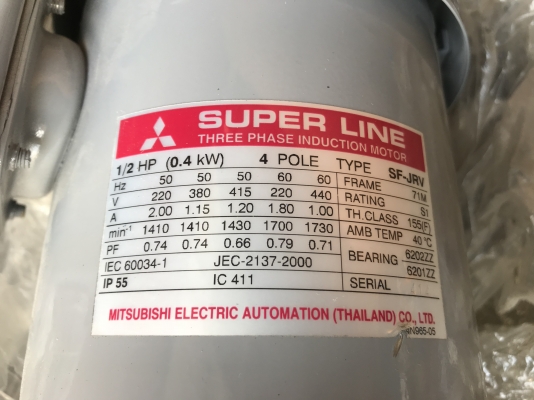 SUPER LINE
THREE PHASE INDUCTION MOTOR
1/2 HP (0.4 kW) 4 POLE TYPE SF-JRV
Hz 50 50 50 60 60 FRAME 71M
V 220 380 415 220 440 RATING S1
A 2.00 1.15 1.20 1.80 1.00 TH.CLASS 155(F)
min⁻¹ 1410 1410 1430 1700 1730 AMB TEMP 40 °C
PF 0.74 0.74 0.66 0.79 0.71 BEARING 6202ZZ
IEC 60034-1 JEC-2137-2000 6201ZZ
IP 55 IC 411 SERIAL
MITSUBISHI ELECTRIC AUTOMATION (THAILAND) CO., LTD.